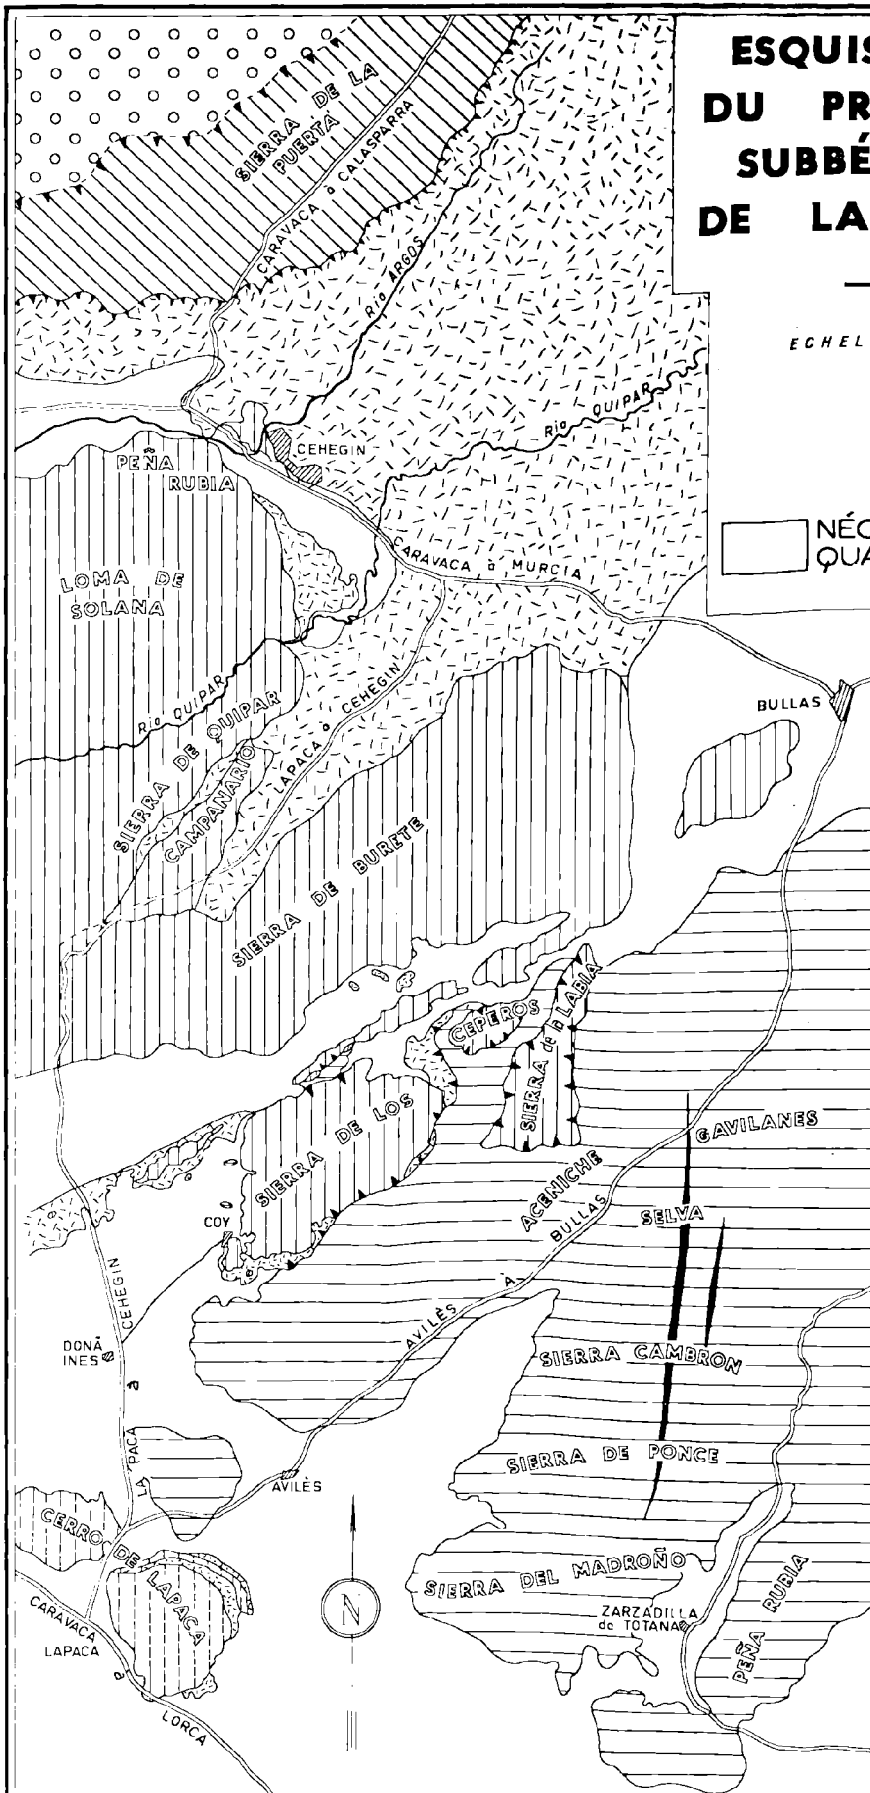 ESQUIS
DU PR
SUBBÉ
DE LA
ECHEL
NÉO
QUA
SIERRA DE LA
PUERTA
CARAVACA à CALASPARRA
Rio ARGOS
Rio QUIPAR
CEHEGIN
PEÑA
RUBIA
CARAVACA à MURCIA
LOMA DE
SOLANA
Rio QUIPAR
SIERRA DE QUIPAR
CAMPANARIO
LAPACA à CEHEGIN
BULLAS
SIERRA DE BURETE
CEPEROS
SIERRA de la LABIA
SIERRA DE LOS
GAVILANES
ACENICHE
SELVA
COY
AVILÈS À BULLAS
LA PACA à CEHEGIN
DONÃ
INES
SIERRA CAMBRON
SIERRA DE PONCE
AVILÈS
CERRO DE LAPACA
SIERRA DEL MADROÑO
ZARZADILLA
de TOTANA
PEÑA RUBIA
N
CARAVACA à LORCA
LAPACA